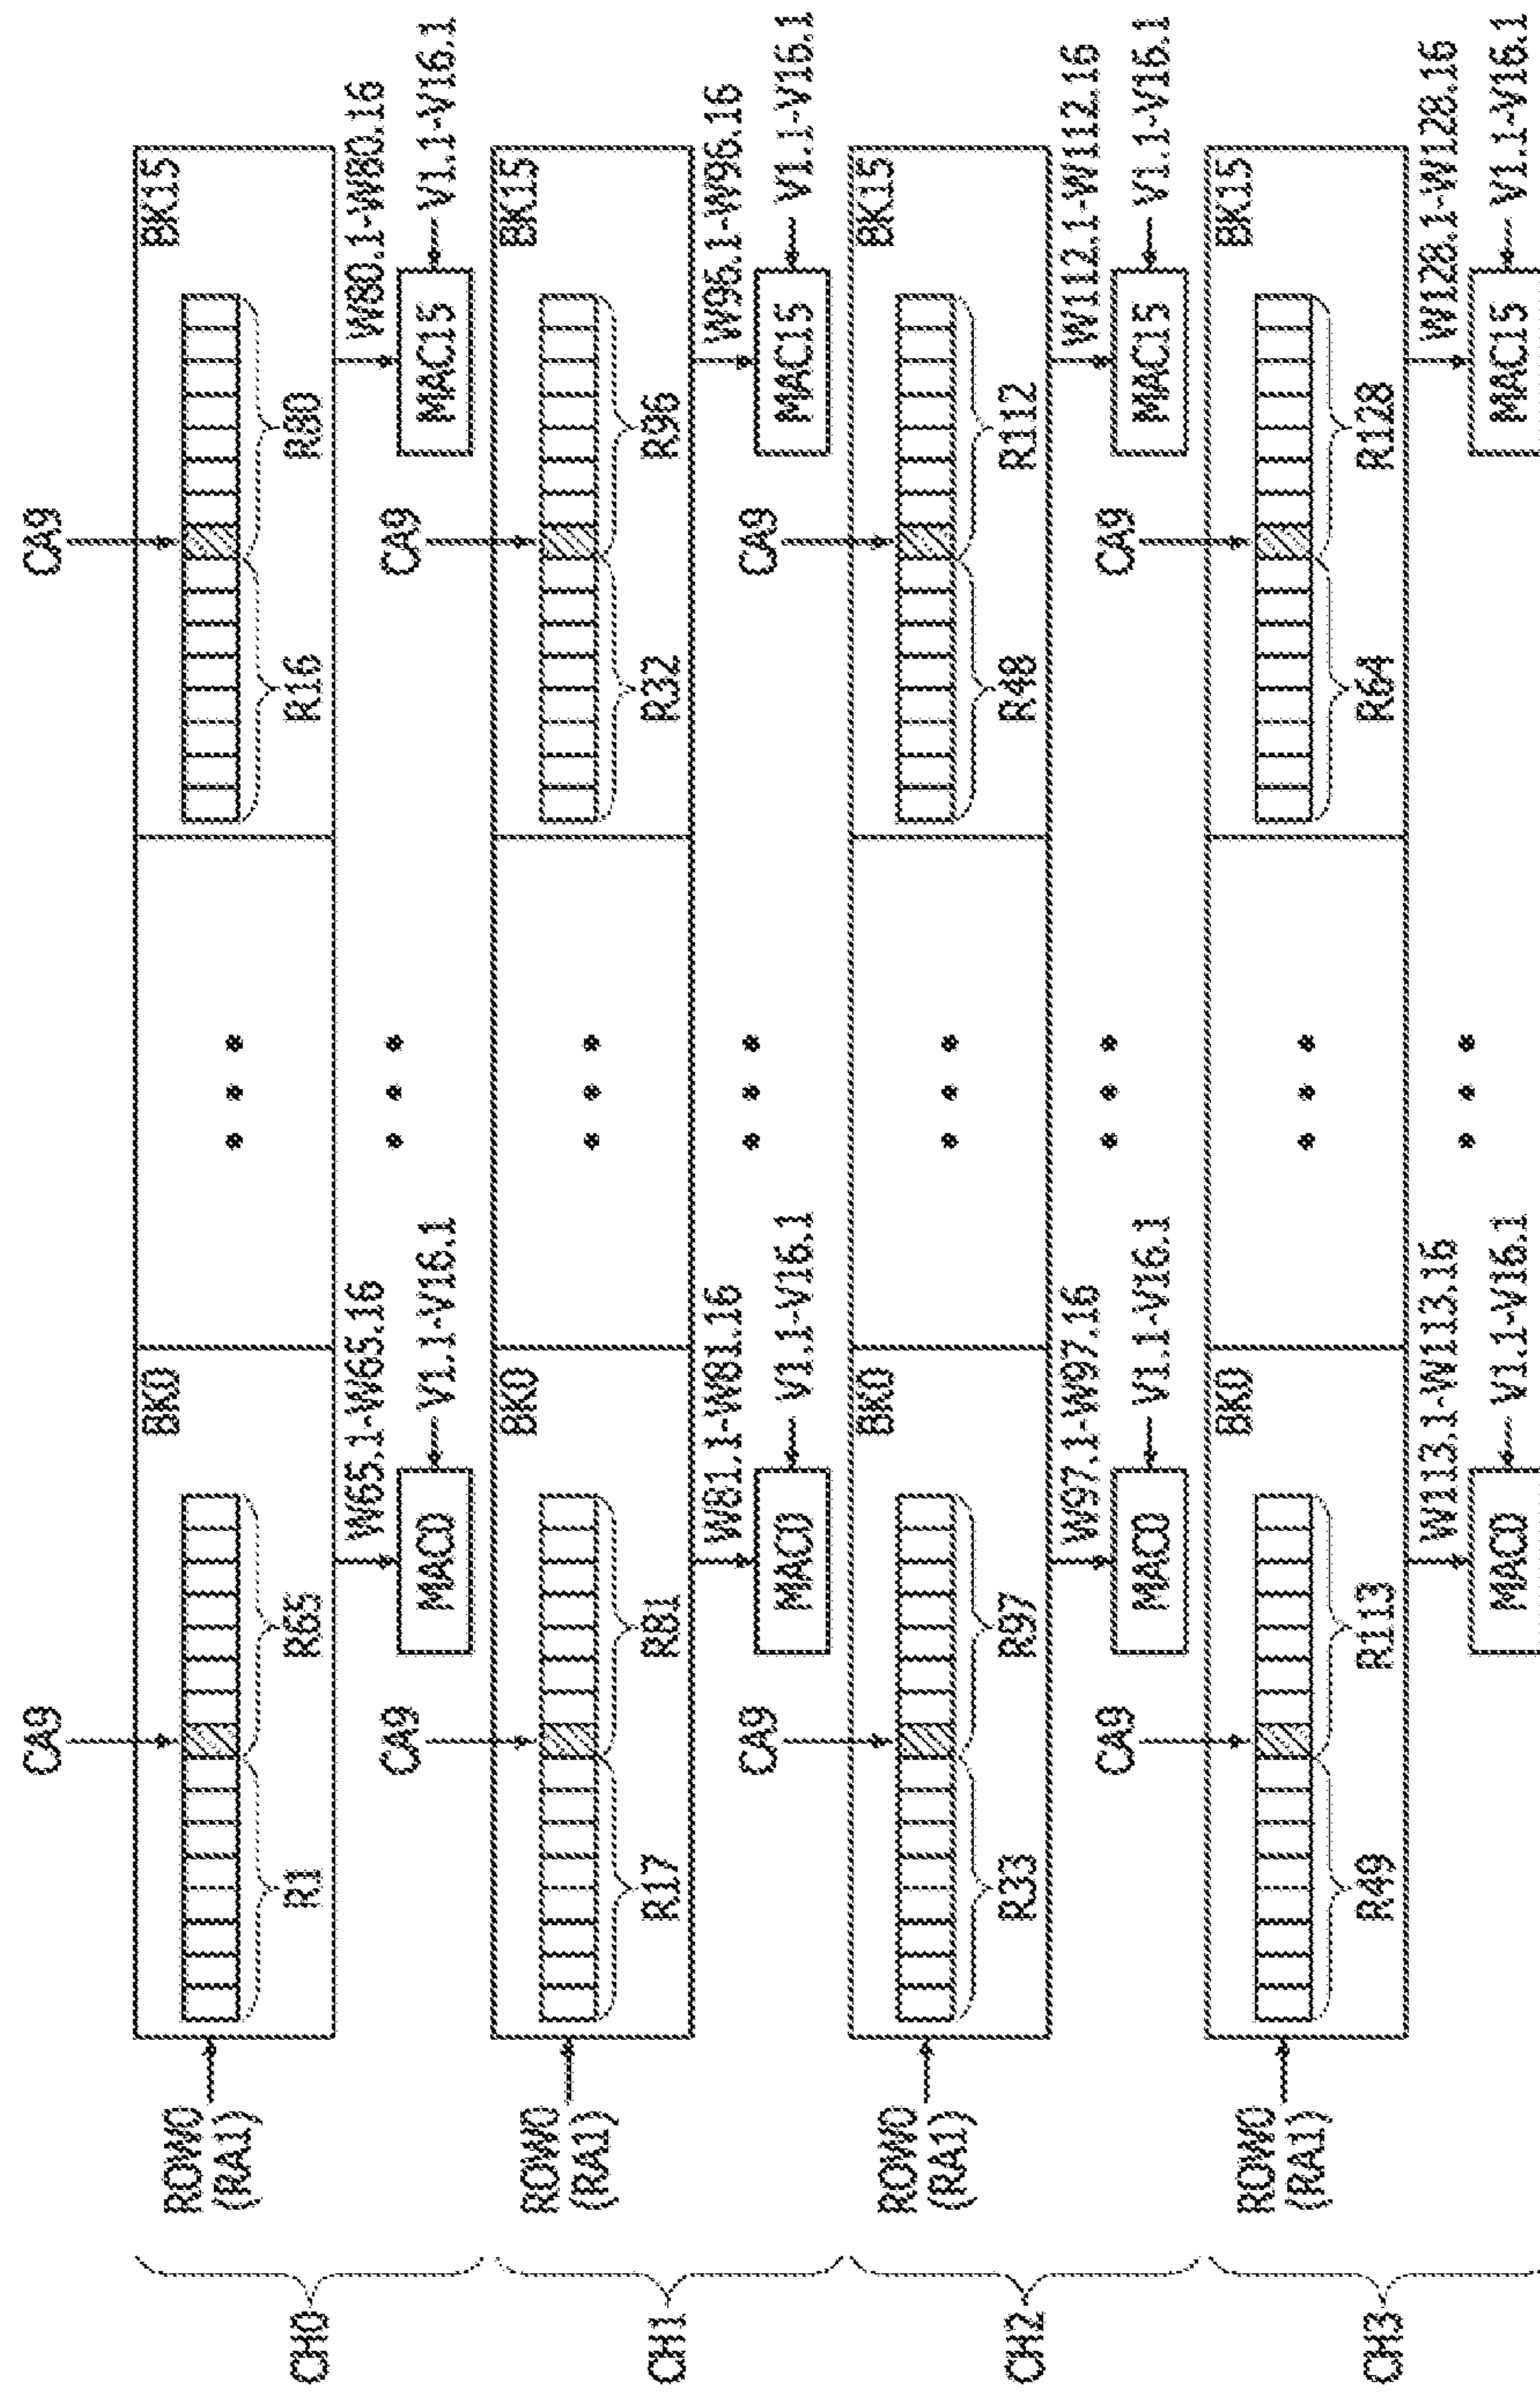 CA9
CA9
BK0
BK15
ROW0
(RA1)
R1
R65
R16
R80
CH0
W65.1-W65.16
W80.1-W80.16
MAC0
V1.1-V16.1
MAC15
V1.1-V16.1
CA9
CA9
BK0
BK15
ROW0
(RA1)
R17
R81
R32
R96
CH1
W81.1-W81.16
W96.1-W96.16
MAC0
V1.1-V16.1
MAC15
V1.1-V16.1
CA9
CA9
BK0
BK15
ROW0
(RA1)
R33
R97
R48
R112
CH2
W97.1-W97.16
W112.1-W112.16
MAC0
V1.1-V16.1
MAC15
V1.1-V16.1
CA9
CA9
BK0
BK15
ROW0
(RA1)
R49
R113
R64
R128
CH3
W113.1-W113.16
W128.1-W128.16
MAC0
V1.1-V16.1
MAC15
V1.1-V16.1